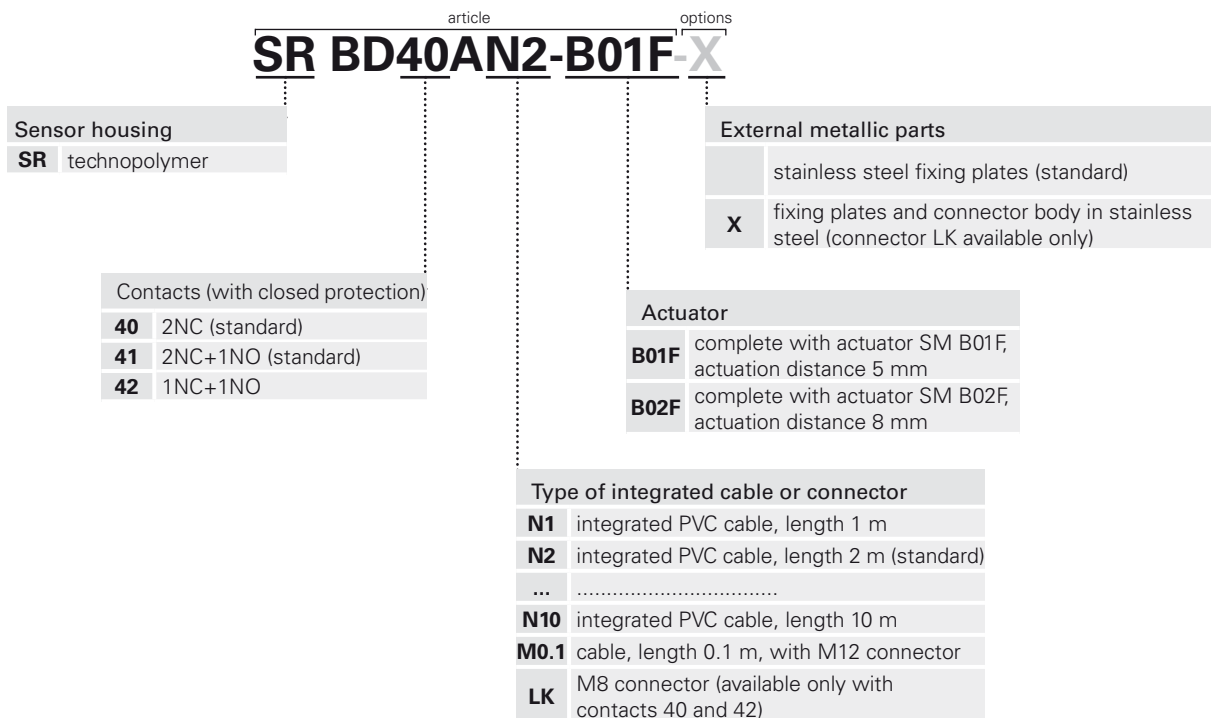 article
options
SR BD40AN2-B01F-X
Sensor housing
SR technopolymer
External metallic parts
stainless steel fixing plates (standard)
X fixing plates and connector body in stainless
steel (connector LK available only)
Contacts (with closed protection)
40 2NC (standard)
41 2NC+1NO (standard)
42 1NC+1NO
Actuator
B01F complete with actuator SM B01F,
actuation distance 5 mm
B02F complete with actuator SM B02F,
actuation distance 8 mm
Type of integrated cable or connector
N1 integrated PVC cable, length 1 m
N2 integrated PVC cable, length 2 m (standard)
... ..................................
N10 integrated PVC cable, length 10 m
M0.1 cable, length 0.1 m, with M12 connector
LK M8 connector (available only with
contacts 40 and 42)